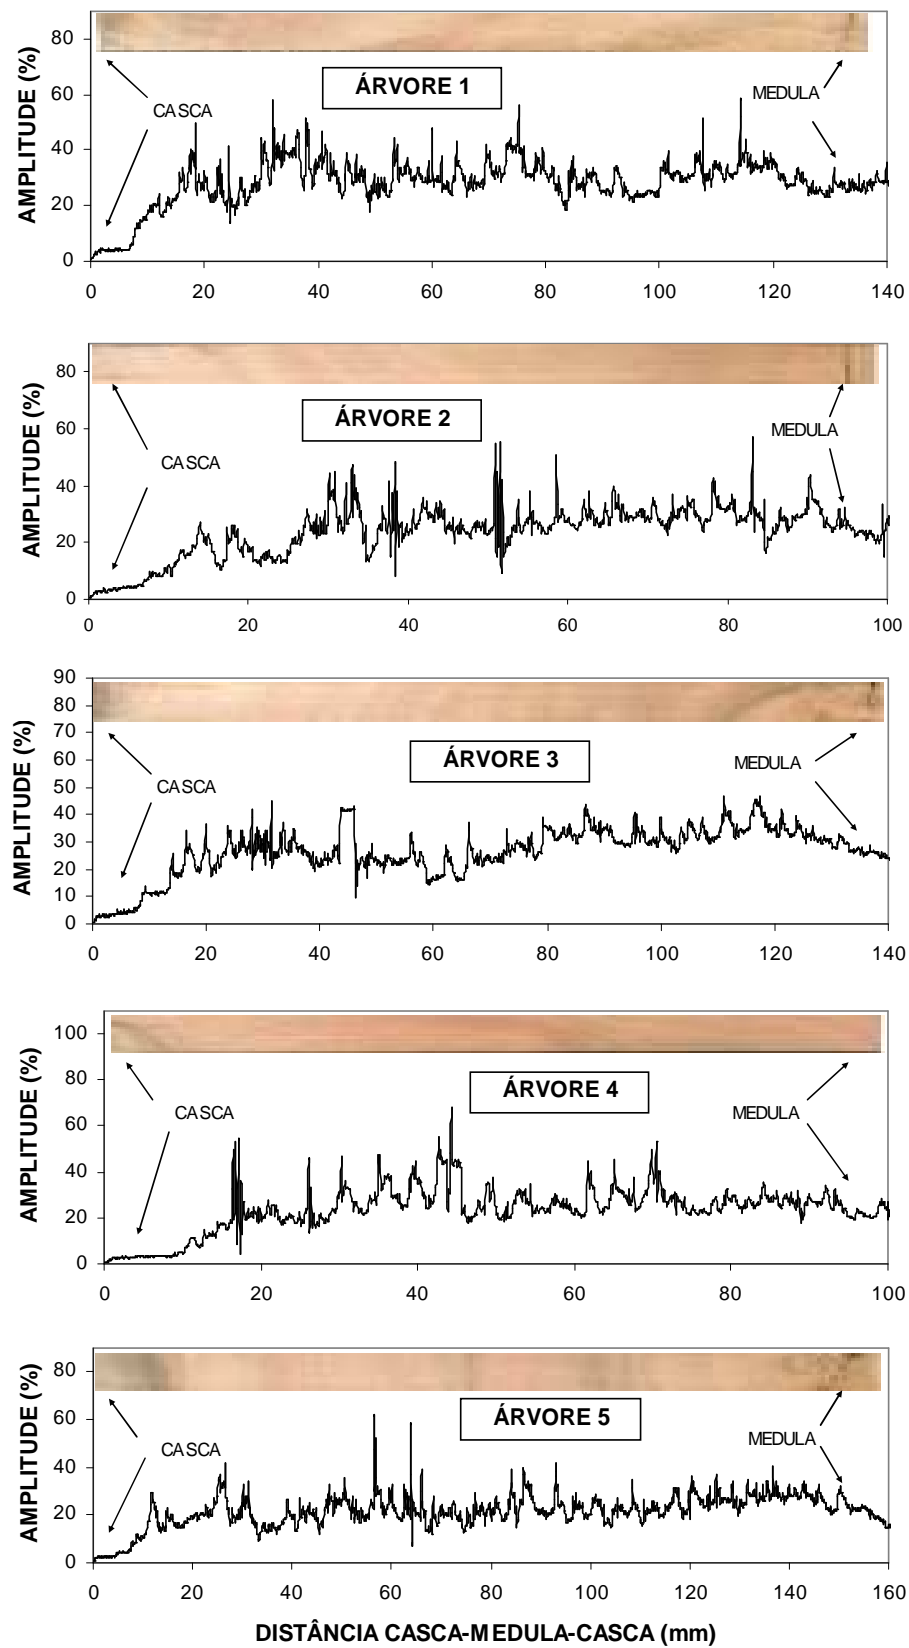 80
60
40
20
0
AMPLITUDE (%)
ÁRVORE 1
CASCA
MEDULA
0 20 40 60 80 100 120 140
80
60
40
20
0
AMPLITUDE (%)
ÁRVORE 2
CASCA
MEDULA
0 20 40 60 80 100
90
80
70
60
50
40
30
20
10
0
AMPLITUDE (%)
ÁRVORE 3
CASCA
MEDULA
0 20 40 60 80 100 120 140
100
80
60
40
20
0
AMPLITUDE (%)
ÁRVORE 4
CASCA
MEDULA
0 20 40 60 80 100
80
60
40
20
0
AMPLITUDE (%)
ÁRVORE 5
CASCA
MEDULA
0 20 40 60 80 100 120 140 160
DISTÂNCIA CASCA-MEDULA-CASCA (mm)